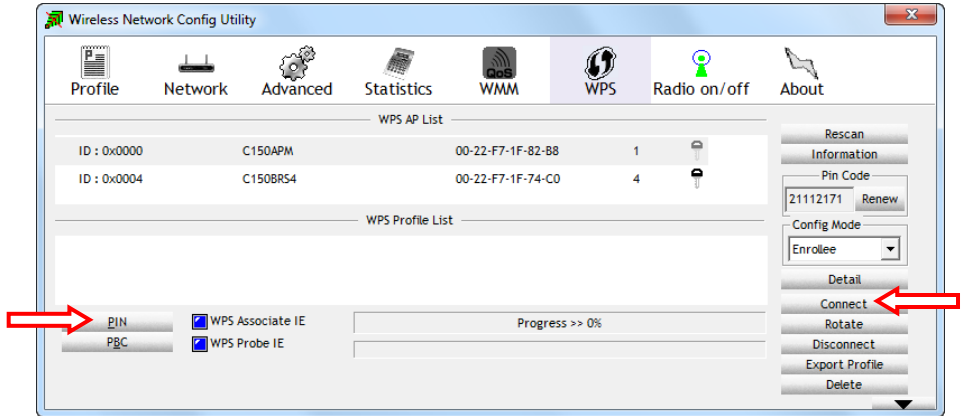 Wireless Network Config Utility
Profile Network Advanced Statistics QoS WMM WPS Radio on/off About
WPS AP List
ID : 0x0000 C150APM 00-22-F7-1F-82-B8 1
ID : 0x0004 C150BRS4 00-22-F7-1F-74-C0 4
WPS Profile List
PIN WPS Associate IE Progress >> 0%
PBC WPS Probe IE
Rescan
Information
Pin Code
21112171 Renew
Config Mode
Enrollee
Detail
Connect
Rotate
Disconnect
Export Profile
Delete